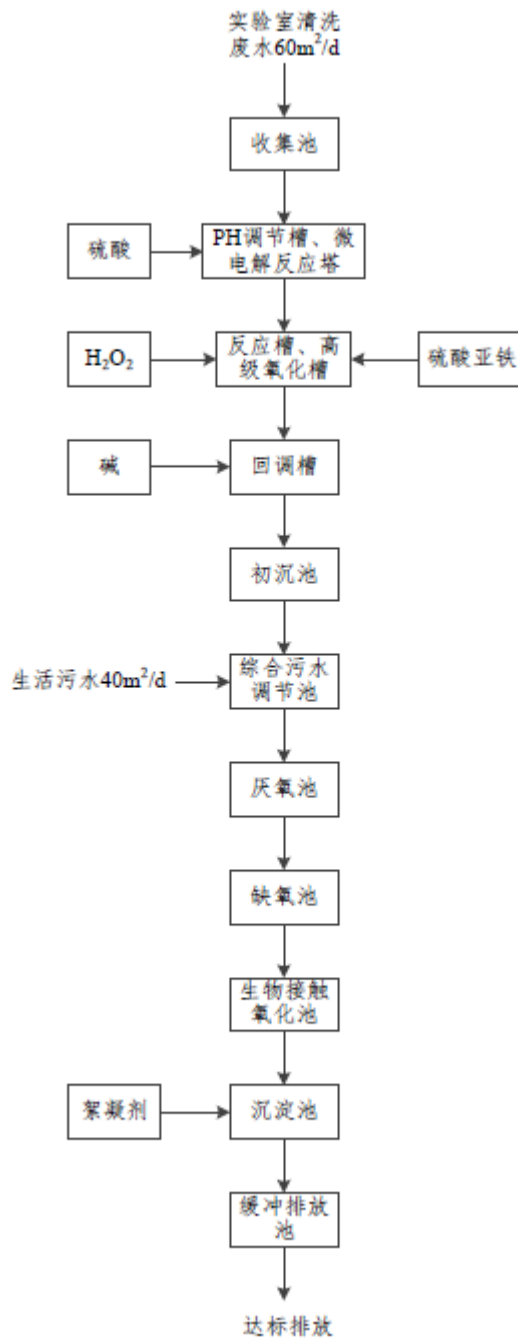 实验室清洗
废水60m²/d
收集池
硫酸
PH调节槽、微
电解反应塔
H₂O₂
反应槽、高
级氧化槽
硫酸亚铁
碱
回调槽
初沉池
生活污水40m²/d
综合污水
调节池
厌氧池
缺氧池
生物接触
氧化池
絮凝剂
沉淀池
缓冲排放
池
达标排放